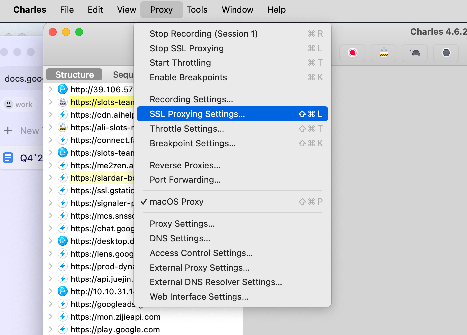 Charles File Edit View Proxy Tools Window Help
Charles 4.6.2
Stop Recording (Session 1) ⌘ R
Stop SSL Proxying ⌘ L
Start Throttling ⌘ T
Enable Breakpoints ⌘ K
Recording Settings...
SSL Proxying Settings... ⇧ ⌘ L
Throttle Settings... ⇧ ⌘ T
Breakpoint Settings... ⇧ ⌘ K
Reverse Proxies...
Port Forwarding...
✓ macOS Proxy ⇧ ⌘ P
Proxy Settings...
DNS Settings...
Access Control Settings...
External Proxy Settings...
External DNS Resolver Settings...
Web Interface Settings...
docs.goo
work
+ New
Q4'2
Structure Sequ
http://39.106.57
https://slots-team
https://cdn.aihelp
https://ali-slots-m
https://connect.fa
https://slots-team
https://me2zen.a
https://slardar-b
https://ssl.gstati
https://signaler-p
https://mcs.snssd
https://chat.goog
https://desktop.d
https://lens.goog
https://prod-dyna
https://api.juejin.
http://10.10.31.1
https://googleads
https://mon.zijieapi.com
https://play.google.com